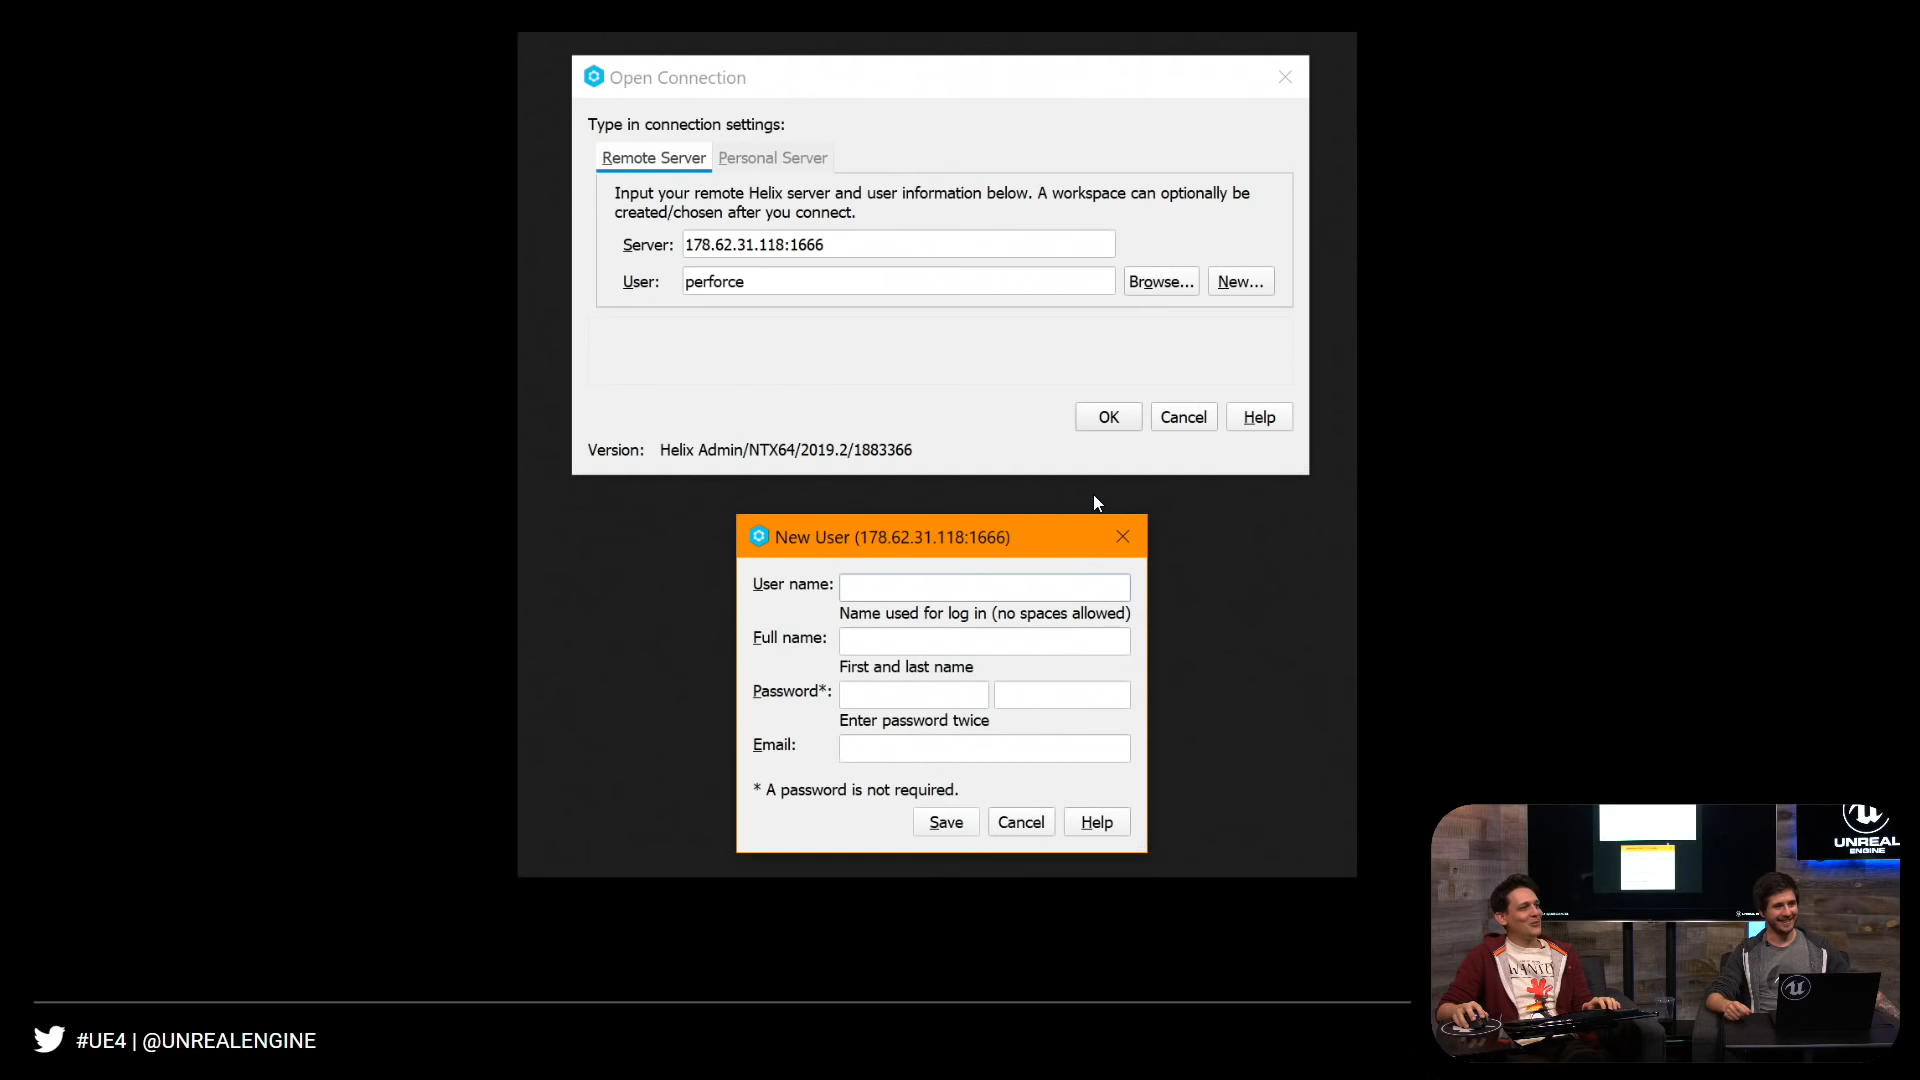 Open Connection
Type in connection settings:
Remote Server Personal Server
Input your remote Helix server and user information below. A workspace can optionally be
created/chosen after you connect.
Server: 178.62.31.118:1666
User: perforce Browse... New...
OK Cancel Help
Version: Helix Admin/NTX64/2019.2/1883366
New User (178.62.31.118:1666)
User name:
Name used for log in (no spaces allowed)
Full name:
First and last name
Password*:
Enter password twice
Email:
* A password is not required.
Save Cancel Help
UNREAL
ENGINE
WANTED
#UE4 | @UNREALENGINE